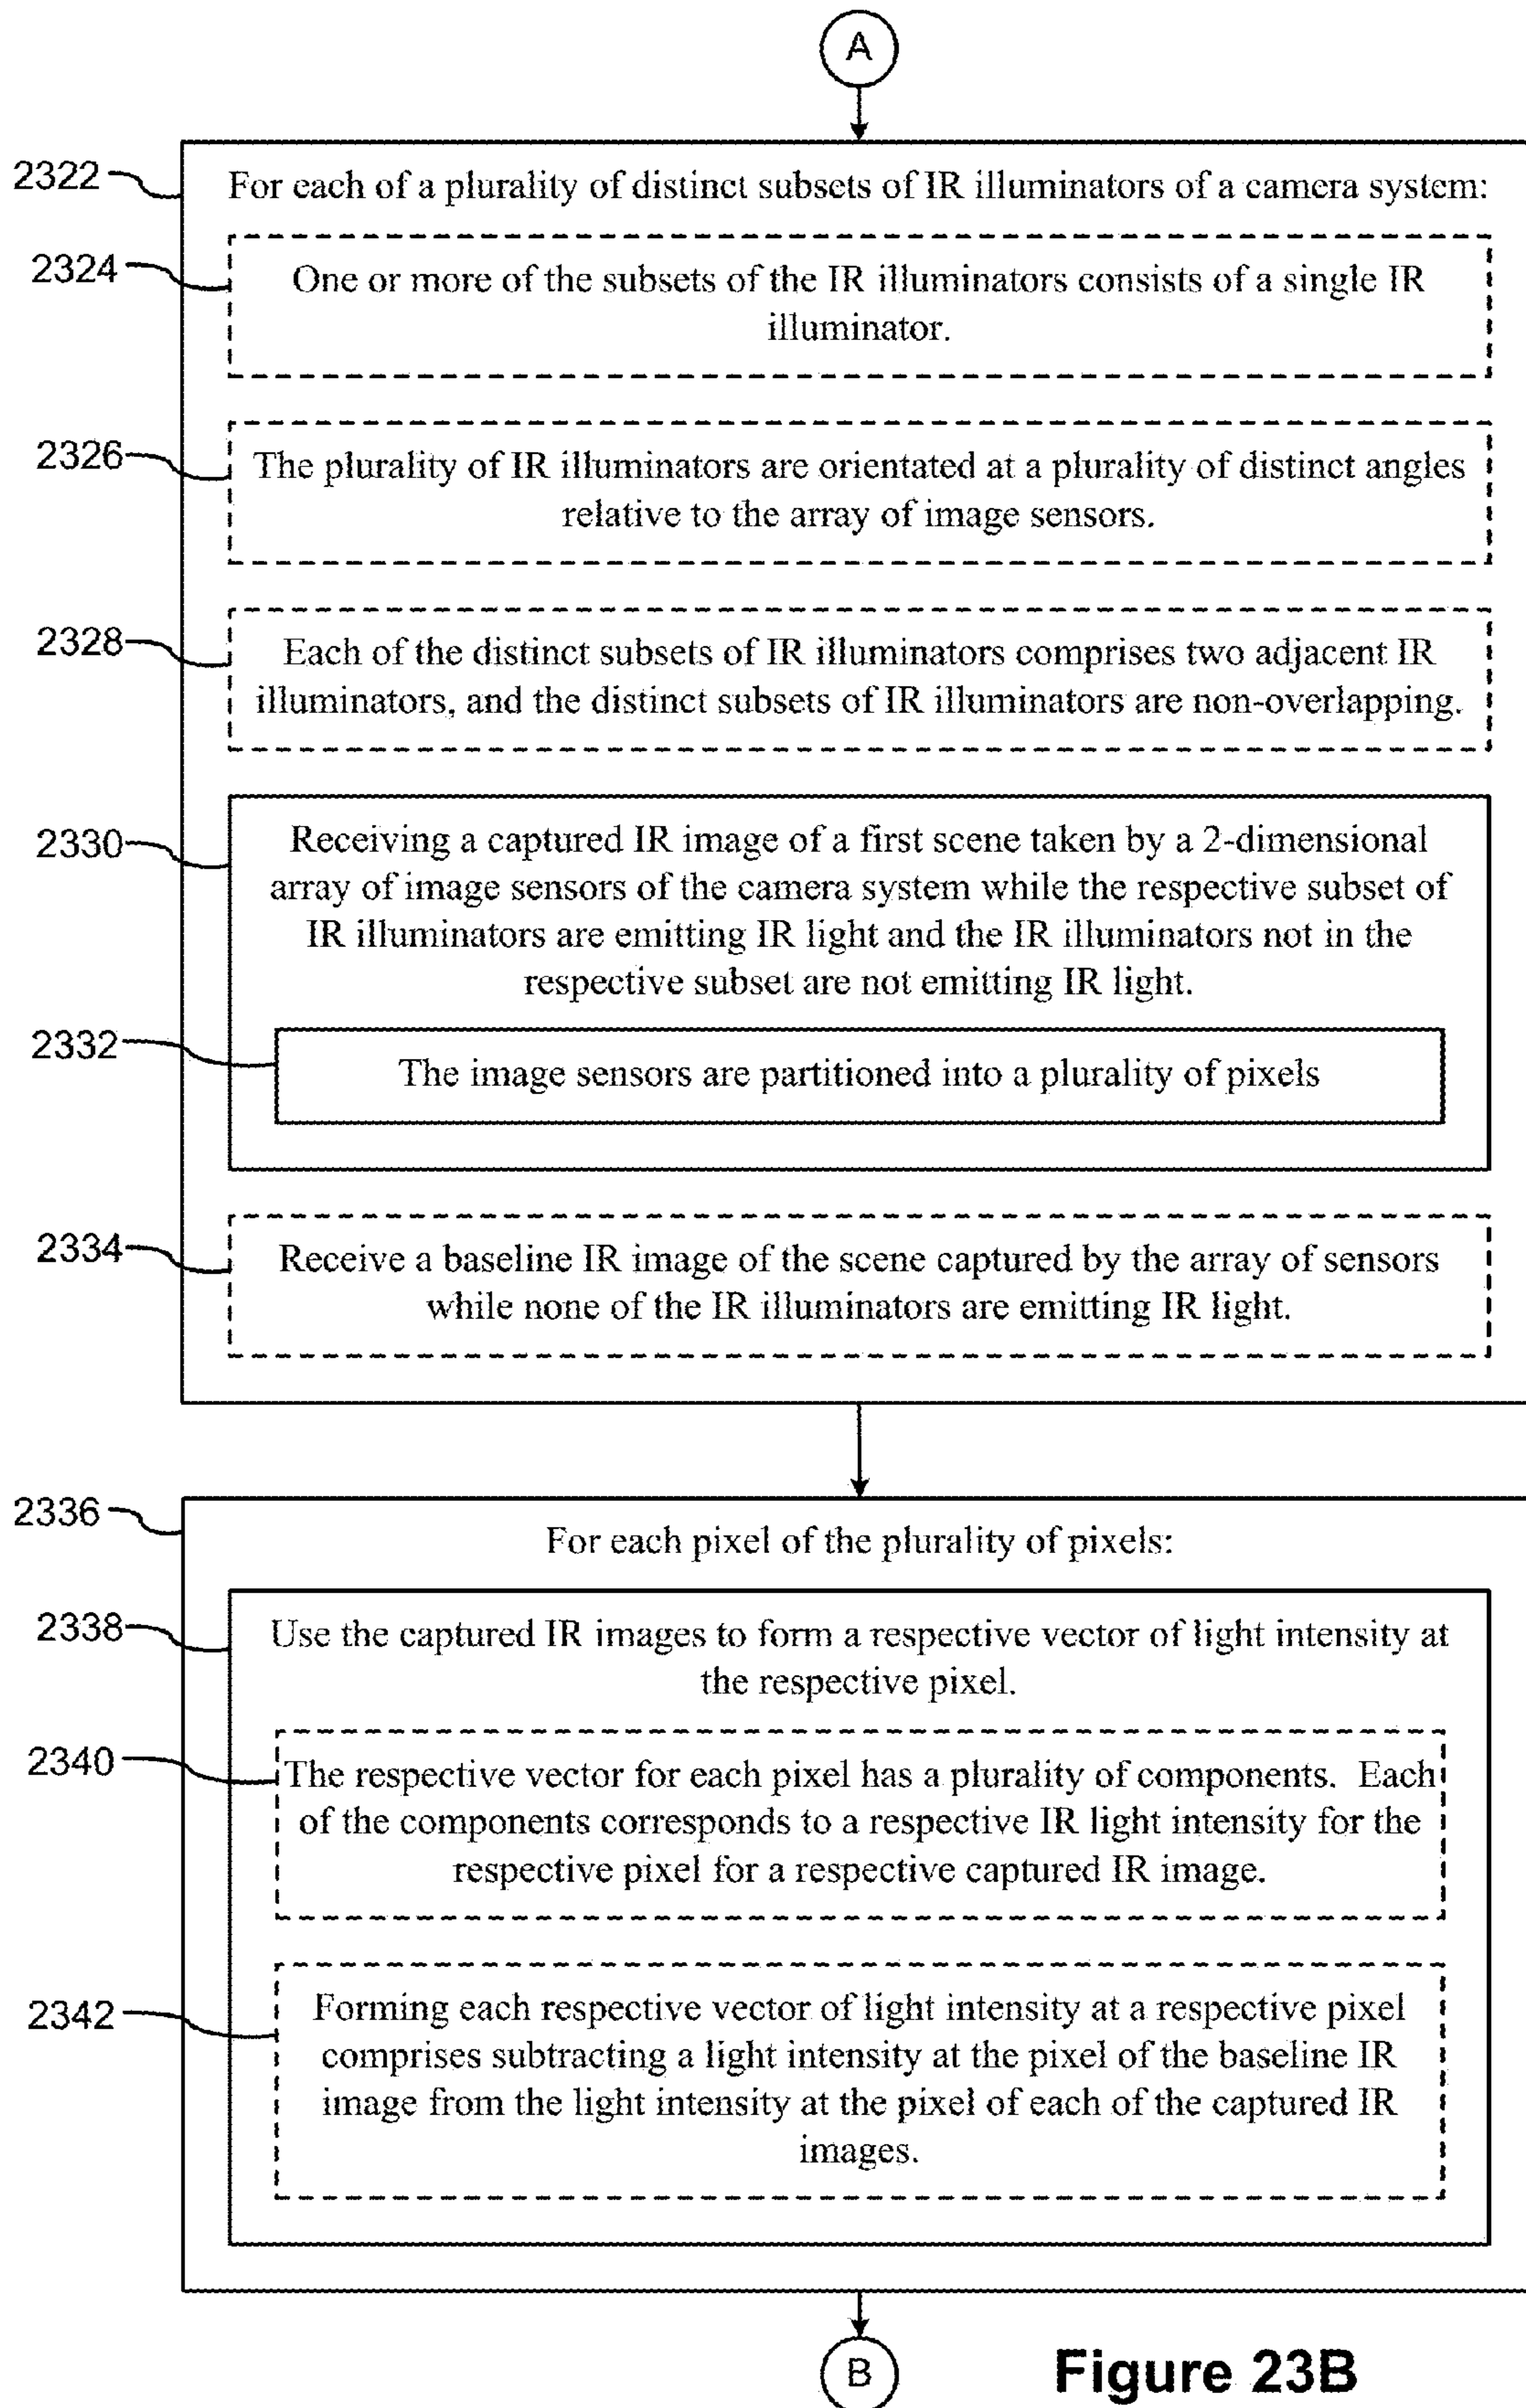 A
2322
For each of a plurality of distinct subsets of IR illuminators of a camera system:
2324
One or more of the subsets of the IR illuminators consists of a single IR
illuminator.
2326
The plurality of IR illuminators are orientated at a plurality of distinct angles
relative to the array of image sensors.
2328
Each of the distinct subsets of IR illuminators comprises two adjacent IR
illuminators, and the distinct subsets of IR illuminators are non-overlapping.
2330
Receiving a captured IR image of a first scene taken by a 2-dimensional
array of image sensors of the camera system while the respective subset of
IR illuminators are emitting IR light and the IR illuminators not in the
respective subset are not emitting IR light.
2332
The image sensors are partitioned into a plurality of pixels
2334
Receive a baseline IR image of the scene captured by the array of sensors
while none of the IR illuminators are emitting IR light.
2336
For each pixel of the plurality of pixels:
2338
Use the captured IR images to form a respective vector of light intensity at
the respective pixel.
2340
The respective vector for each pixel has a plurality of components. Each
of the components corresponds to a respective IR light intensity for the
respective pixel for a respective captured IR image.
2342
Forming each respective vector of light intensity at a respective pixel
comprises subtracting a light intensity at the pixel of the baseline IR
image from the light intensity at the pixel of each of the captured IR
images.
B
Figure 23B